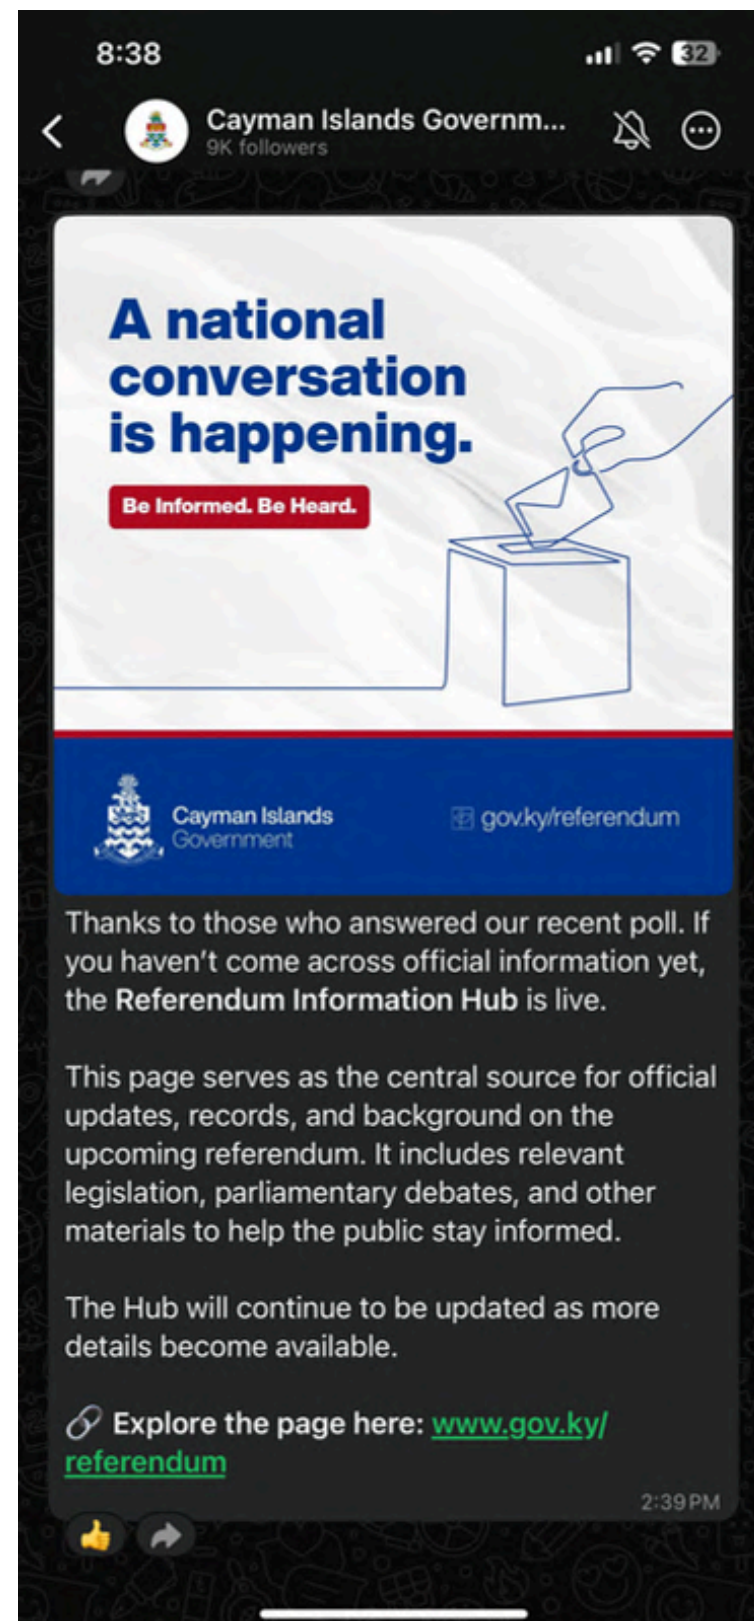 8:38
32
Cayman Islands Governm...
9K followers
A national
conversation
is happening.
Be Informed. Be Heard.
Cayman Islands
Government
gov.ky/referendum
Thanks to those who answered our recent poll. If
you haven’t come across official information yet,
the Referendum Information Hub is live.
This page serves as the central source for official
updates, records, and background on the
upcoming referendum. It includes relevant
legislation, parliamentary debates, and other
materials to help the public stay informed.
The Hub will continue to be updated as more
details become available.
🔗 Explore the page here: www.gov.ky/
referendum
2:39 PM